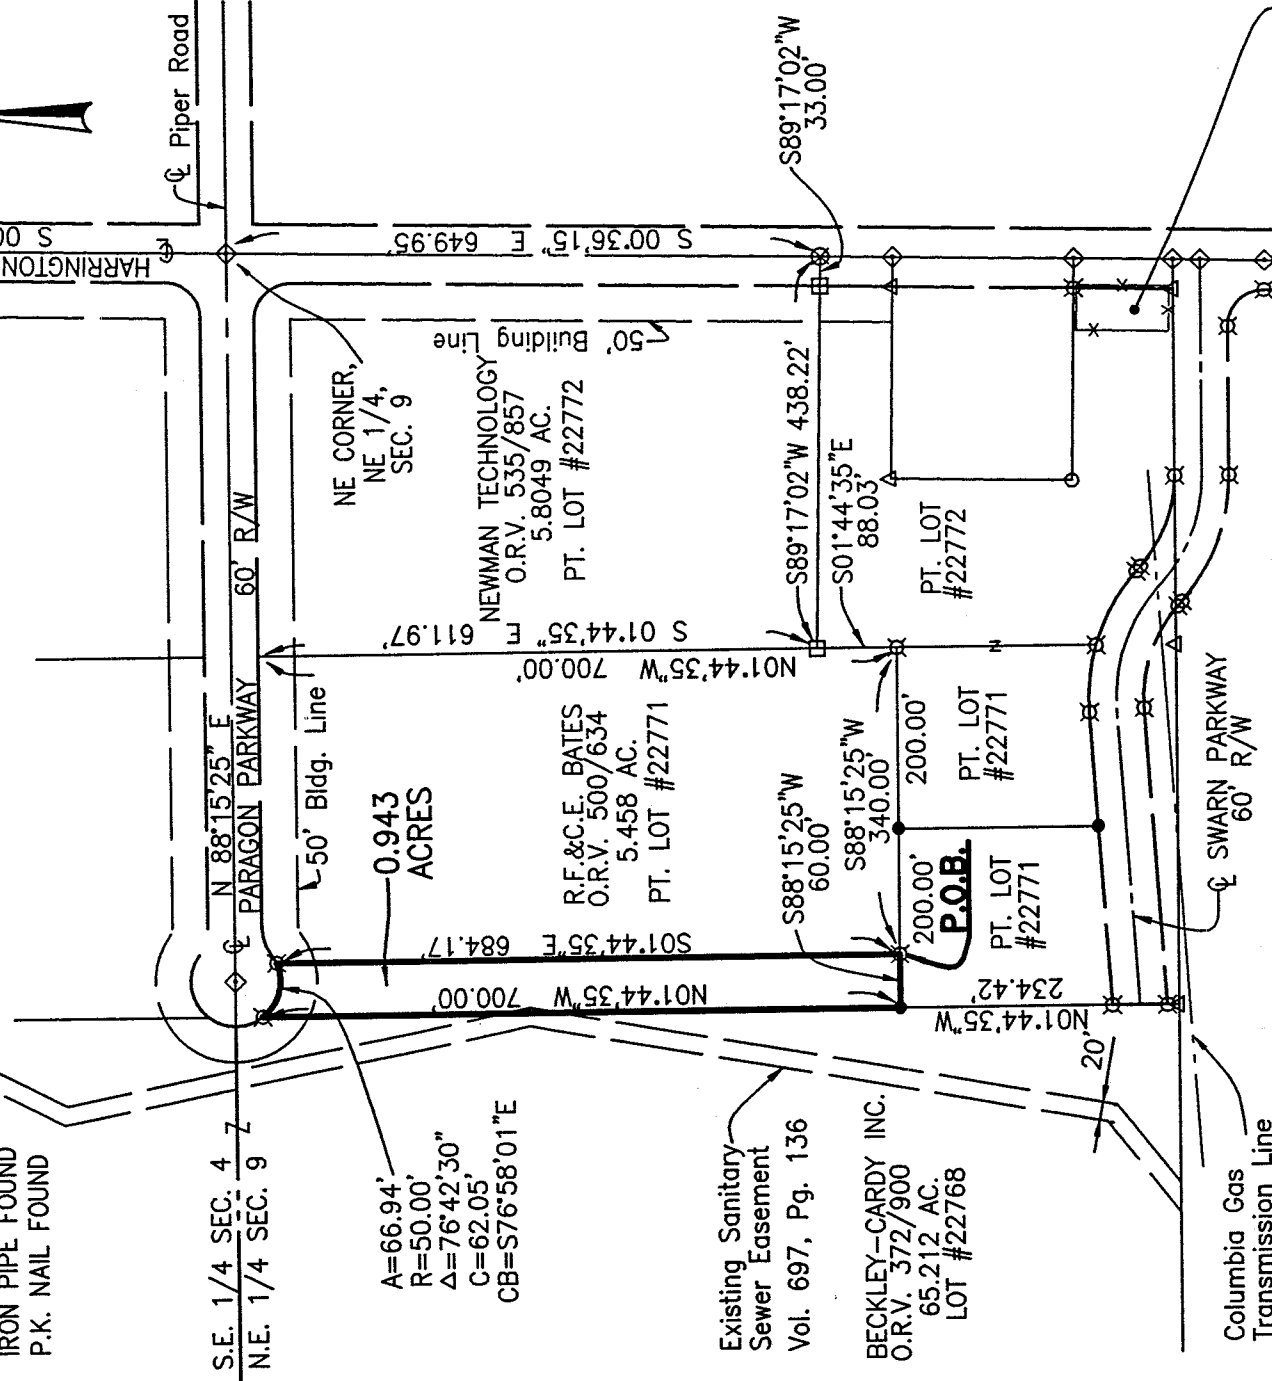 IRON PIPE FOUND
P.K. NAIL FOUND
S.E. 1/4 SEC. 4
N.E. 1/4 SEC. 9
℄ Piper Road
S 00
HARRINGTON
℄
S 00°36'15" E 649.95'
S89°17'02"W
33.00'
NE CORNER,
NE 1/4,
SEC. 9
50' Building Line
NEWMAN TECHNOLOGY
O.R.V. 535/857
5.8049 AC.
PT. LOT #22772
60' R/W
N 88°15'25" E
℄ PARAGON PARKWAY
50' Bldg. Line
S 01°44'35" E 611.97'
N01°44'35"W 700.00'
S89°17'02"W 438.22'
S01°44'35"E
88.03'
PT. LOT
#22772
0.943
ACRES
R.F.&C.E. BATES
O.R.V. 500/634
5.458 AC.
PT. LOT #22771
S01°44'35"E 684.17'
N01°44'35"W 700.00'
S88°15'25"W
60.00'
S88°15'25"W
340.00'
200.00'
200.00'
P.O.B.
PT. LOT
#22771
PT. LOT
#22771
N01°44'35"W
234.42'
20'
℄ SWARN PARKWAY
60' R/W
A=66.94'
R=50.00'
Δ=76°42'30"
C=62.05'
CB=S76°58'01"E
Existing Sanitary
Sewer Easement
Vol. 697, Pg. 136
BECKLEY-CARDY INC.
O.R.V. 372/900
65.212 AC.
LOT #22768
Columbia Gas
Transmission Line